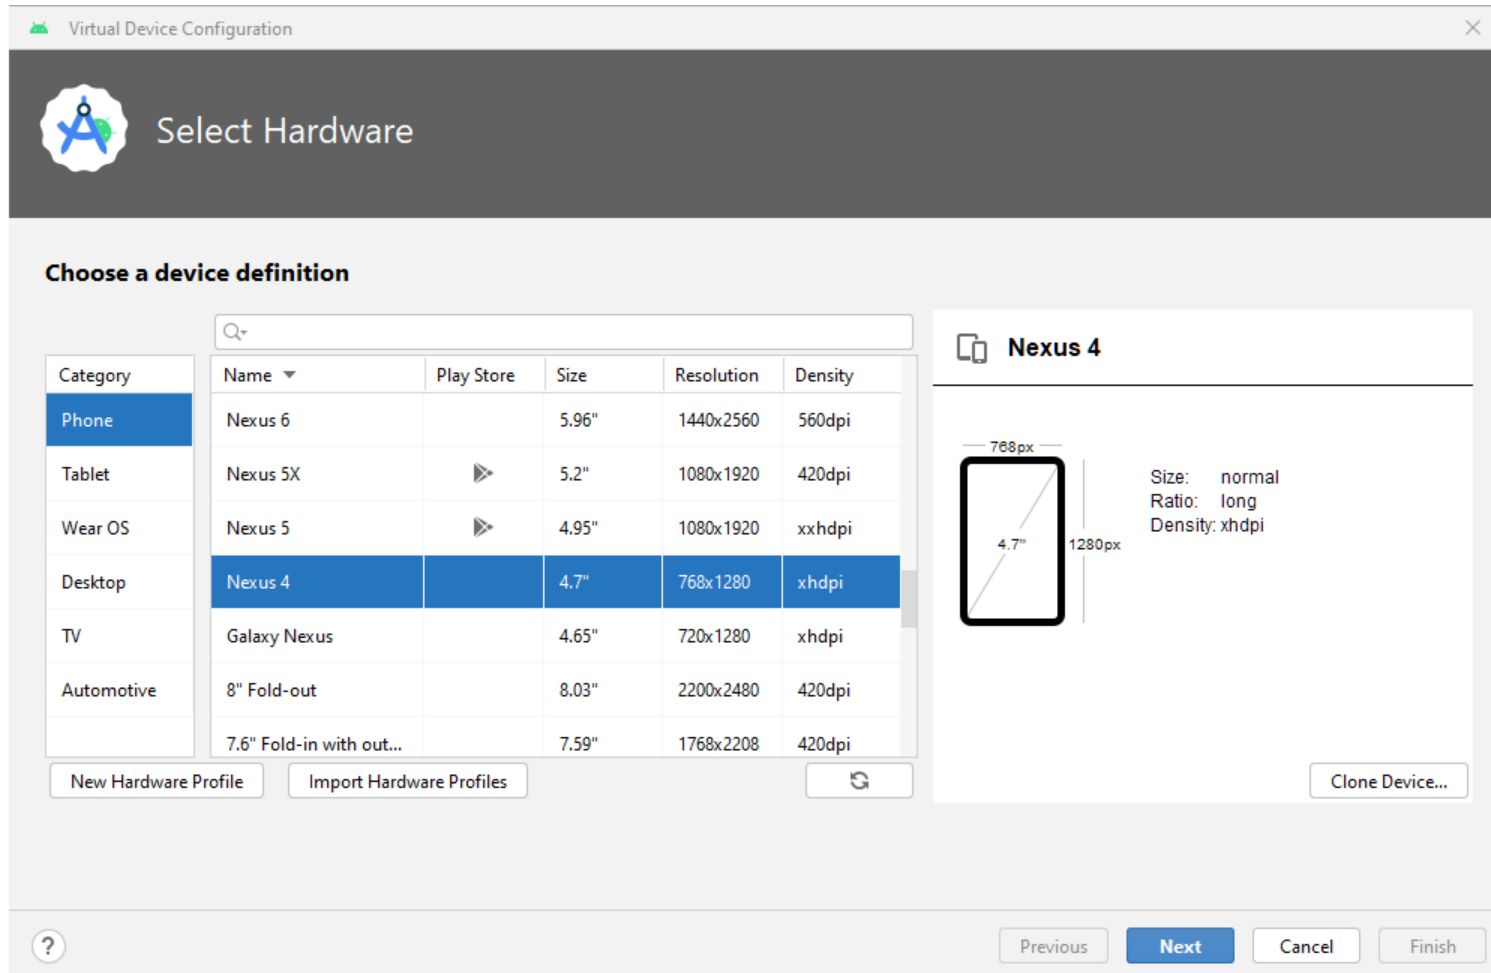 Virtual Device Configuration
Select Hardware
Choose a device definition
Category
Phone
Tablet
Wear OS
Desktop
TV
Automotive
Name Play Store Size Resolution Density
Nexus 6 5.96" 1440x2560 560dpi
Nexus 5X 5.2" 1080x1920 420dpi
Nexus 5 4.95" 1080x1920 xxhdpi
Nexus 4 4.7" 768x1280 xhdpi
Galaxy Nexus 4.65" 720x1280 xhdpi
8" Fold-out 8.03" 2200x2480 420dpi
7.6" Fold-in with out... 7.59" 1768x2208 420dpi
New Hardware Profile Import Hardware Profiles
Nexus 4
768px
4.7"
1280px
Size: normal
Ratio: long
Density: xhdpi
Clone Device...
? Previous Next Cancel Finish